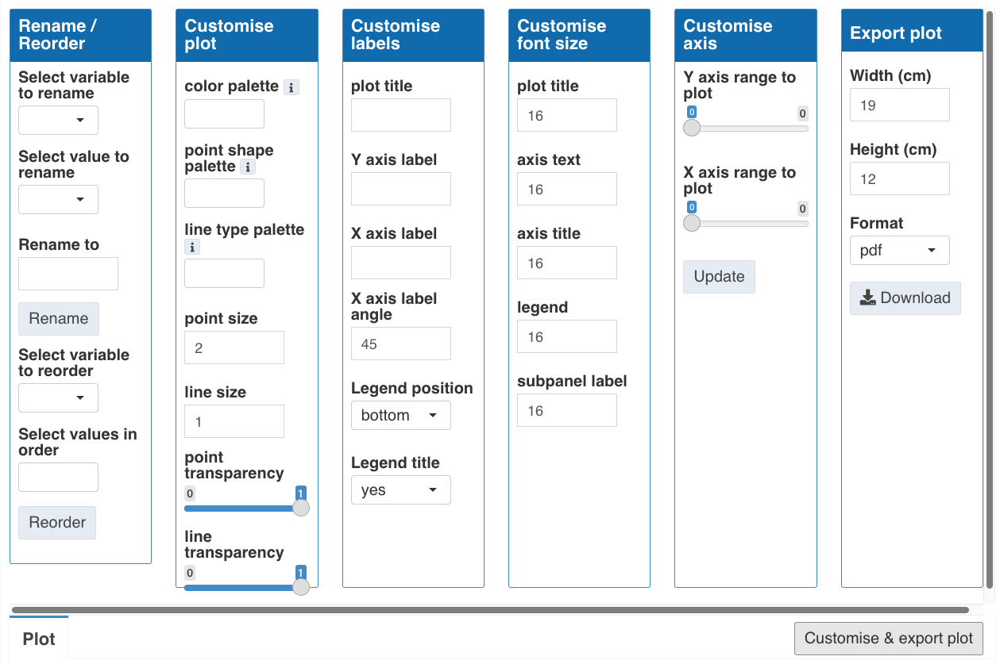 Rename /
Reorder
Select variable
to rename
Select value to
rename
Rename to
Rename
Select variable
to reorder
Select values in
order
Reorder
Customise
plot
color palette i
point shape
palette i
line type palette
i
point size
2
line size
1
point
transparency
0 1
line
transparency
0 1
Customise
labels
plot title
Y axis label
X axis label
X axis label
angle
45
Legend position
bottom
Legend title
yes
Customise
font size
plot title
16
axis text
16
axis title
16
legend
16
subpanel label
16
Customise
axis
Y axis range to
plot
0 0
X axis range to
plot
0 0
Update
Export plot
Width (cm)
19
Height (cm)
12
Format
pdf
Download
Plot
Customise & export plot